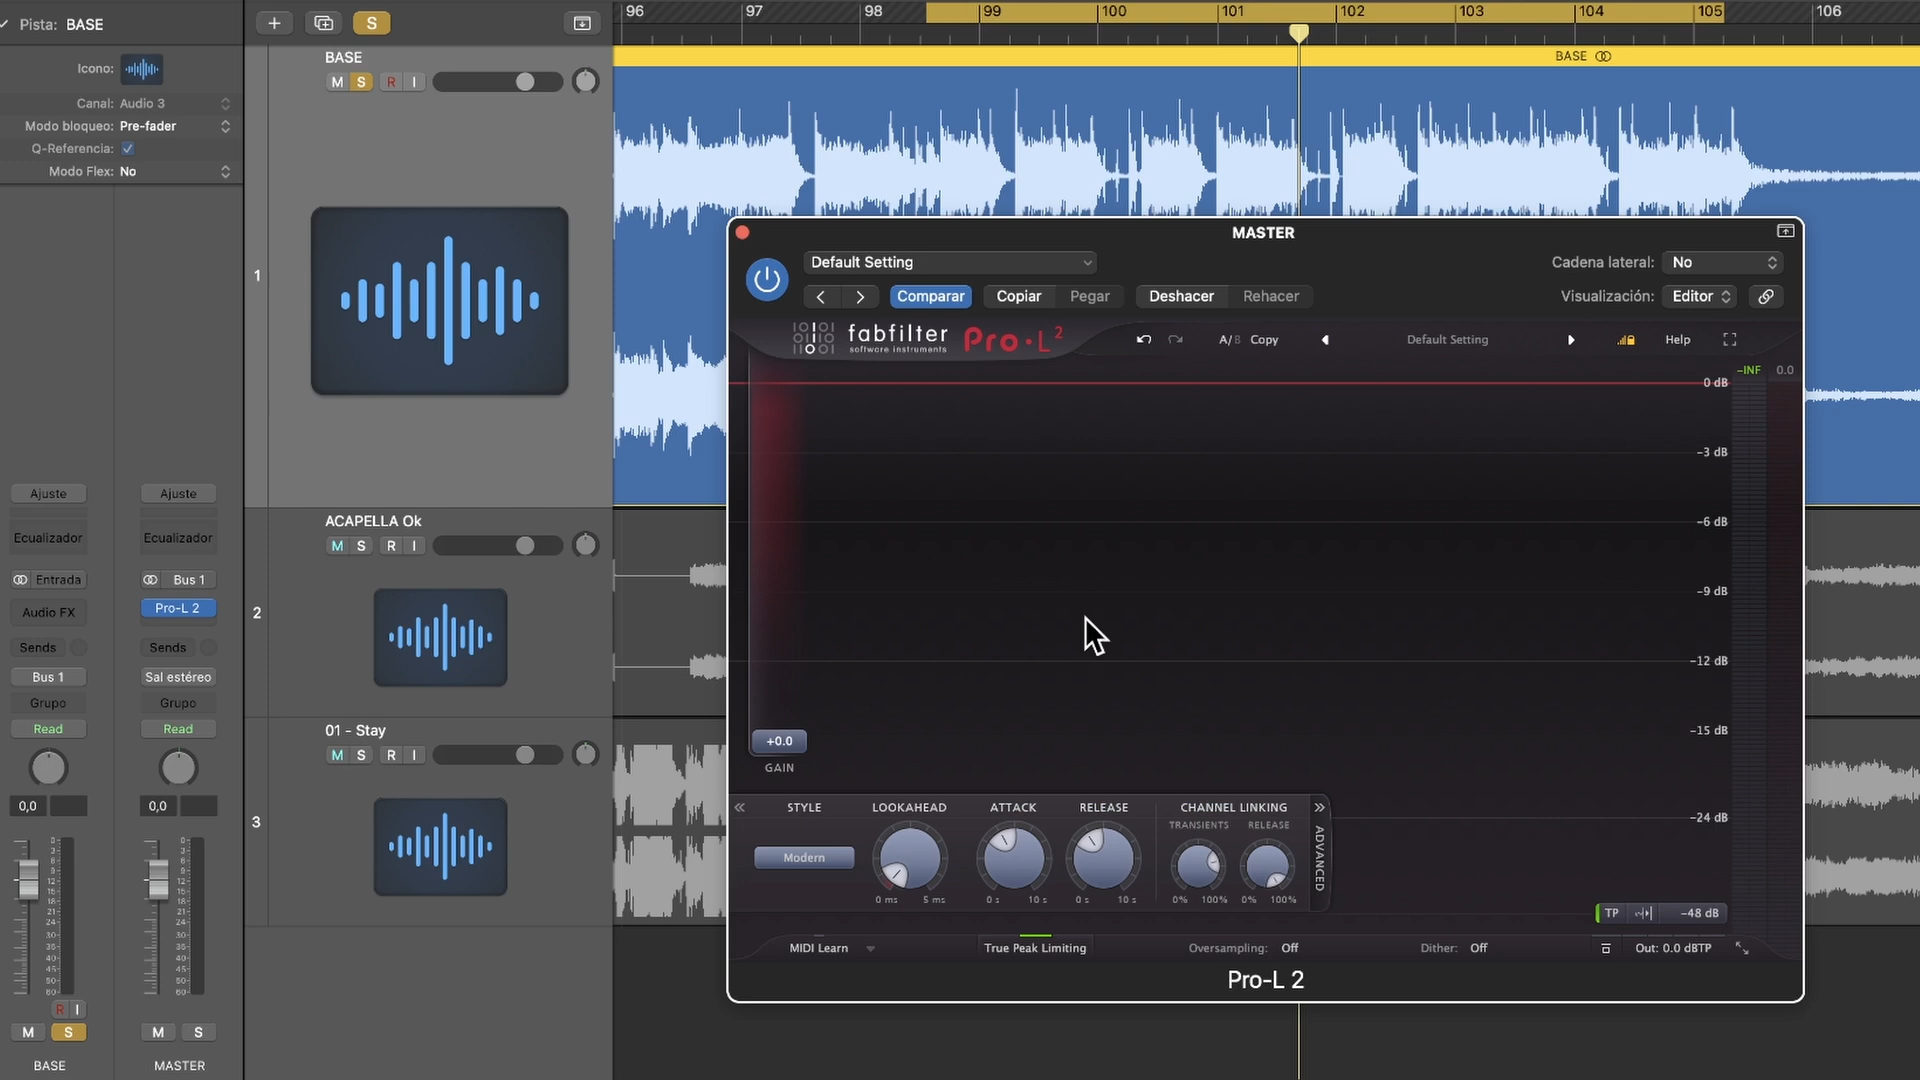 Pista: BASE
Icono:
Canal: Audio 3
Modo bloqueo: Pre-fader
Q-Referencia:
Modo Flex: No
S
96 97 98 99 100 101 102 103 104 105 106
BASE
BASE
M S R I
1
ACAPELLA Ok
M S R I
2
01 - Stay
M S R I
3
Ajuste Ajuste
Ecualizador Ecualizador
Entrada Bus 1
Audio FX Pro-L 2
Sends Sends
Bus 1 Sal estéreo
Grupo Grupo
Read Read
0,0 0,0
R I
M S M S
BASE MASTER
MASTER
Default Setting
Cadena lateral: No
Comparar Copiar Pegar Deshacer Rehacer
Visualización: Editor
fabfilter
software instruments
Pro·L 2
A/B Copy Default Setting Help
-INF 0.0
0 dB
-3 dB
-6 dB
-9 dB
-12 dB
-15 dB
-24 dB
+0.0
GAIN
STYLE LOOKAHEAD ATTACK RELEASE CHANNEL LINKING
TRANSIENTS RELEASE
Modern
ADVANCED
0 ms 5 ms 0 s 10 s 0 s 10 s 0% 100% 0% 100%
TP -48 dB
MIDI Learn True Peak Limiting Oversampling: Off Dither: Off Out: 0.0 dBTP
Pro-L 2